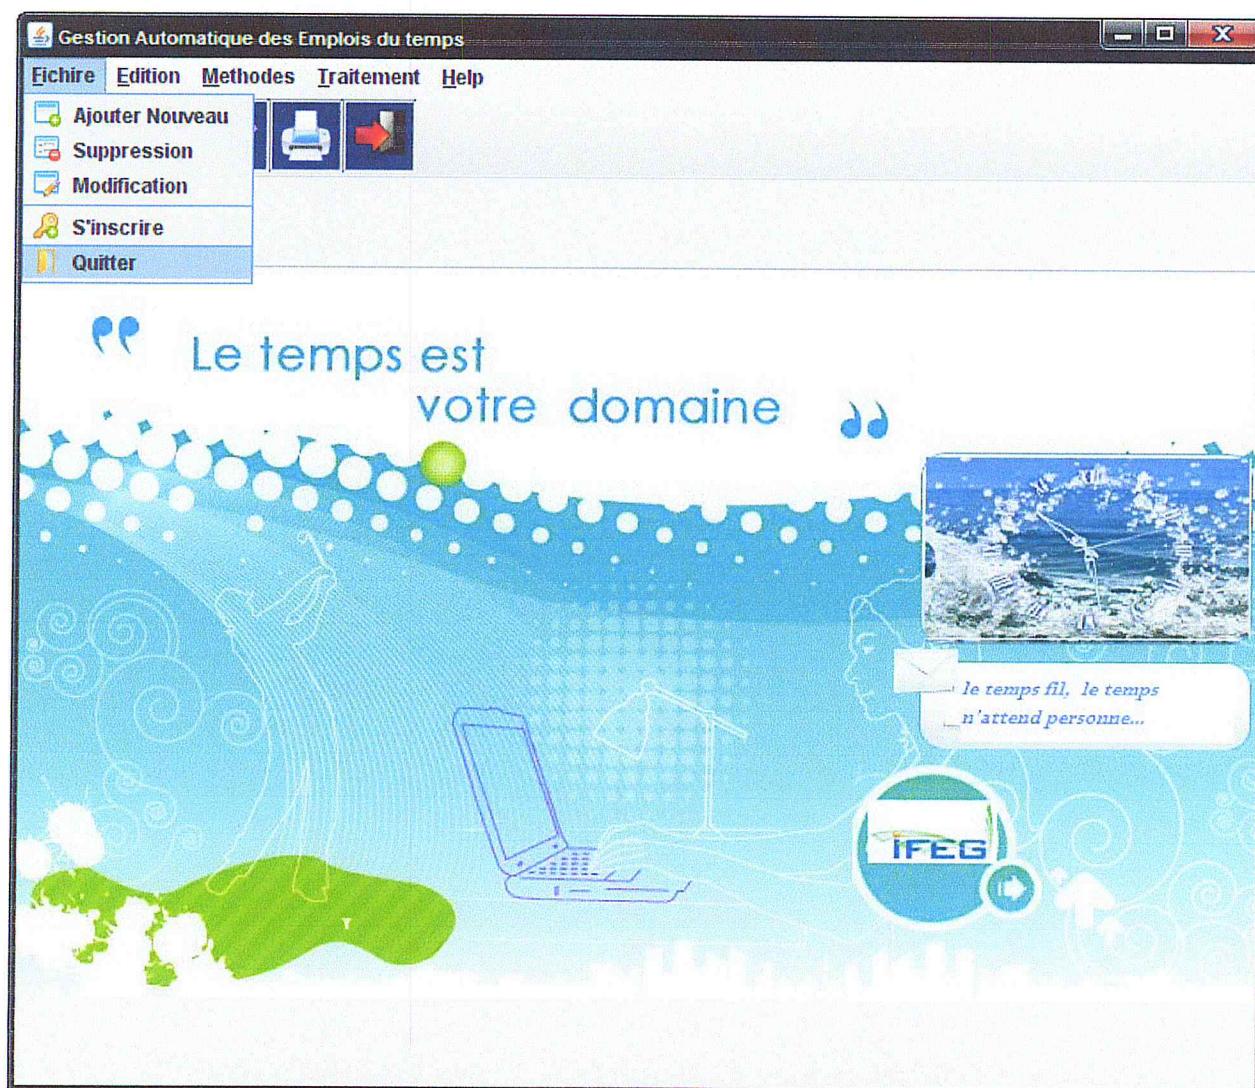 Gestion Automatique des Emplois du temps
Fichire Edition Methodes Traitement Help
Ajouter Nouveau
Suppression
Modification
S'inscrire
Quitter
“ Le temps est
votre domaine ”
le temps fil, le temps
n'attend personne...
iFEG